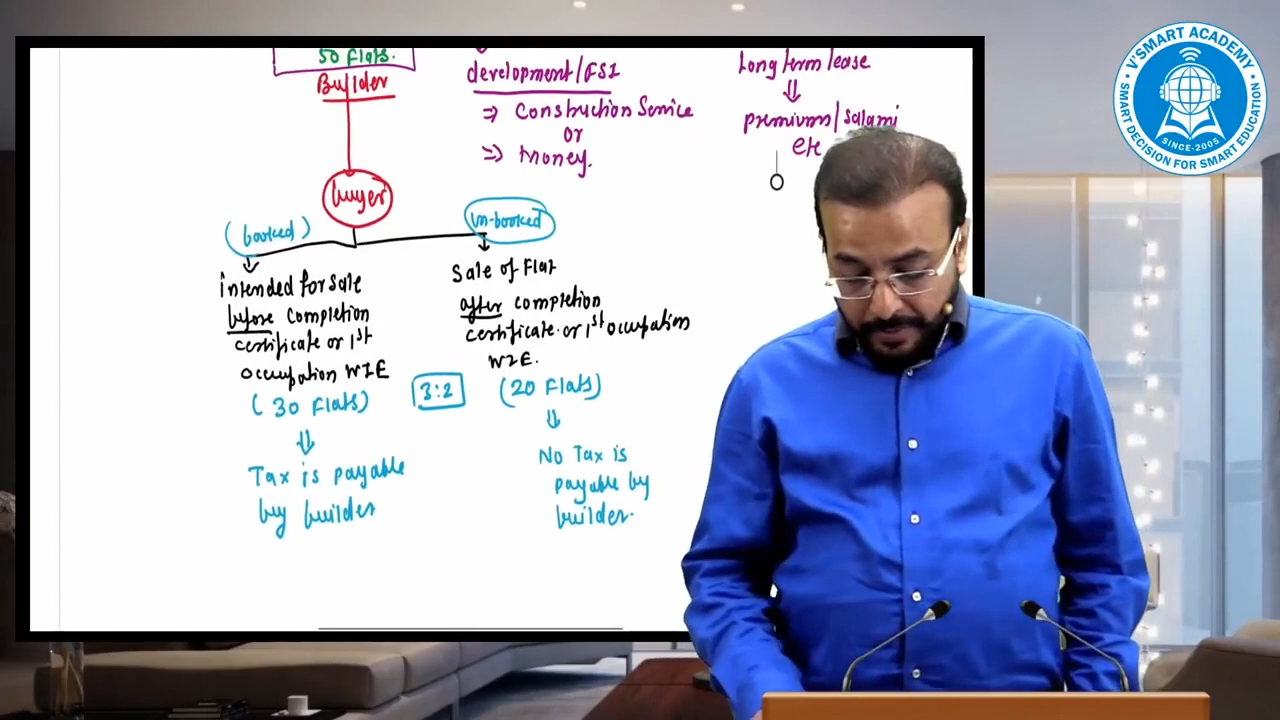 50 Flats.
Builder
buyer
(booked)
un-booked
intended for sale
before completion
certificate or 1st
occupation WIE
(30 Flats)
Tax is payable
by builder
3:2
Sale of Flat
after completion
certificate or 1st occupation
WIE.
(20 Flats)
No Tax is
payable by
builder.
development/FSI
⇒ Construction Service
or
⇒ Money.
Long term lease
premium/salami
etc
V'SMART ACADEMY
SINCE-2005
SMART DECISION FOR SMART EDUCATION